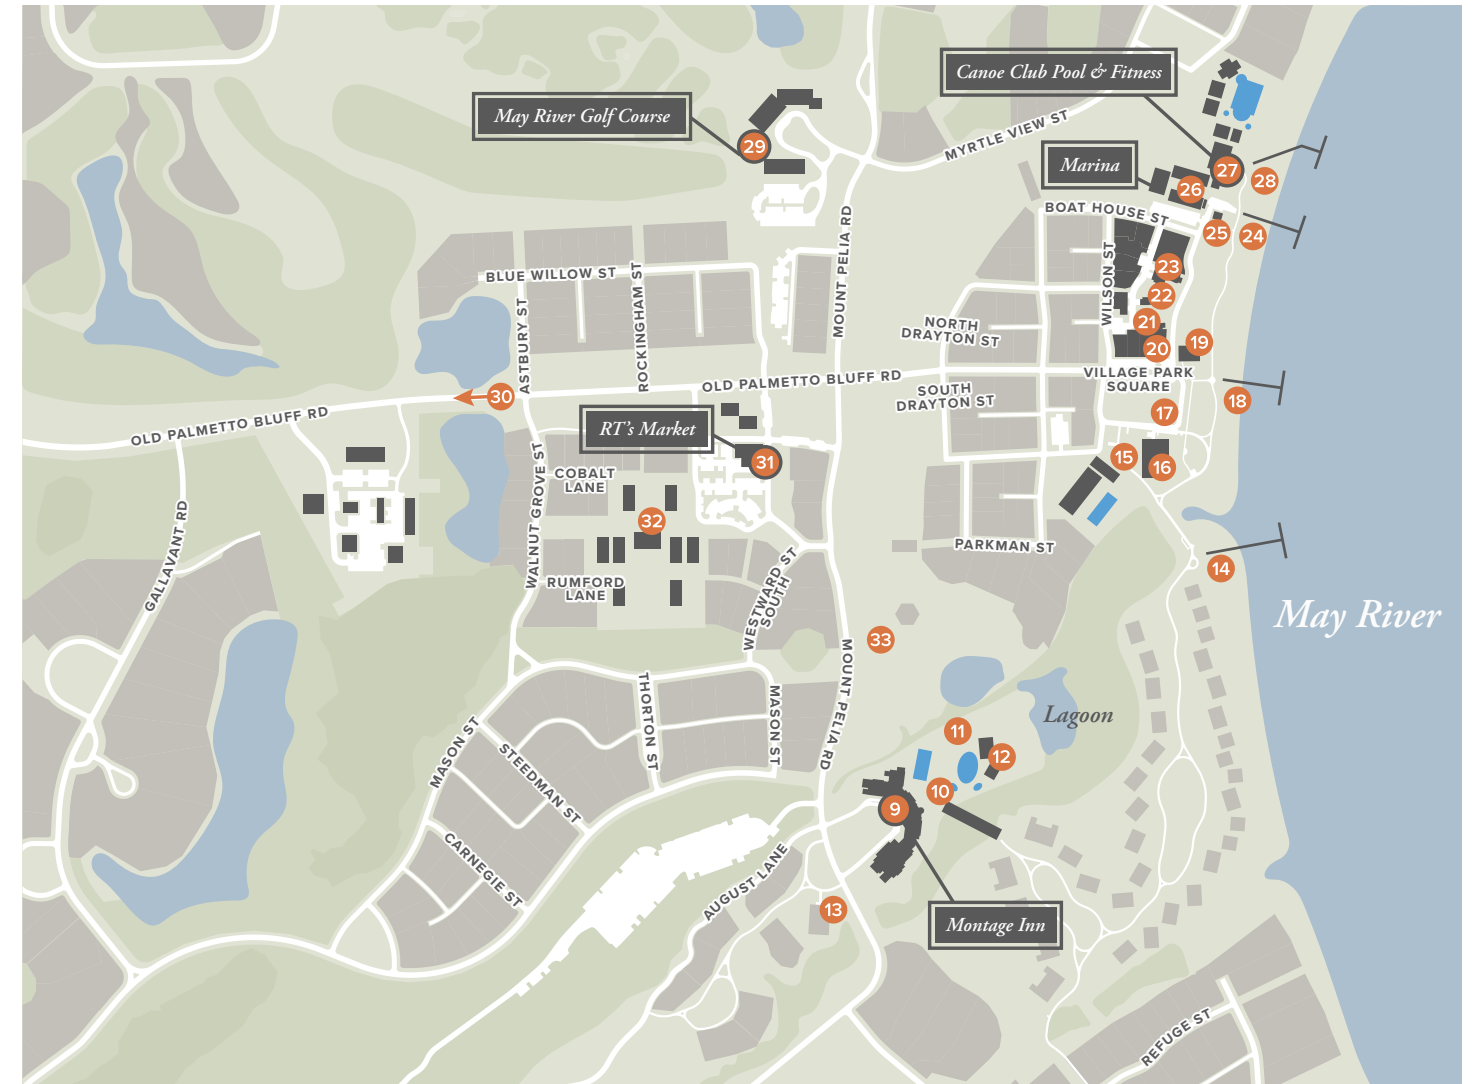 Canoe Club Pool & Fitness
May River Golf Course
29
MYRTLE VIEW ST
Marina
27
28
26
BOAT HOUSE ST
25
24
MOUNT PELIA RD
WILSON ST
23
BLUE WILLOW ST
ROCKINGHAM ST
ASTBURY ST
22
21
20
19
NORTH
DRAYTON ST
VILLAGE PARK
SQUARE
OLD PALMETTO BLUFF RD
SOUTH
DRAYTON ST
30
18
17
OLD PALMETTO BLUFF RD
RT's Market
31
15
16
COBALT
LANE
WALNUT GROVE ST
32
GALLAVANT RD
PARKMAN ST
14
RUMFORD
LANE
WESTWARD ST
SOUTH
May River
33
MOUNT PELIA RD
THORTON ST
MASON ST
MASON ST
STEEDMAN ST
Lagoon
11
12
10
9
CARNEGIE ST
AUGUST LANE
13
Montage Inn
REFUGE ST